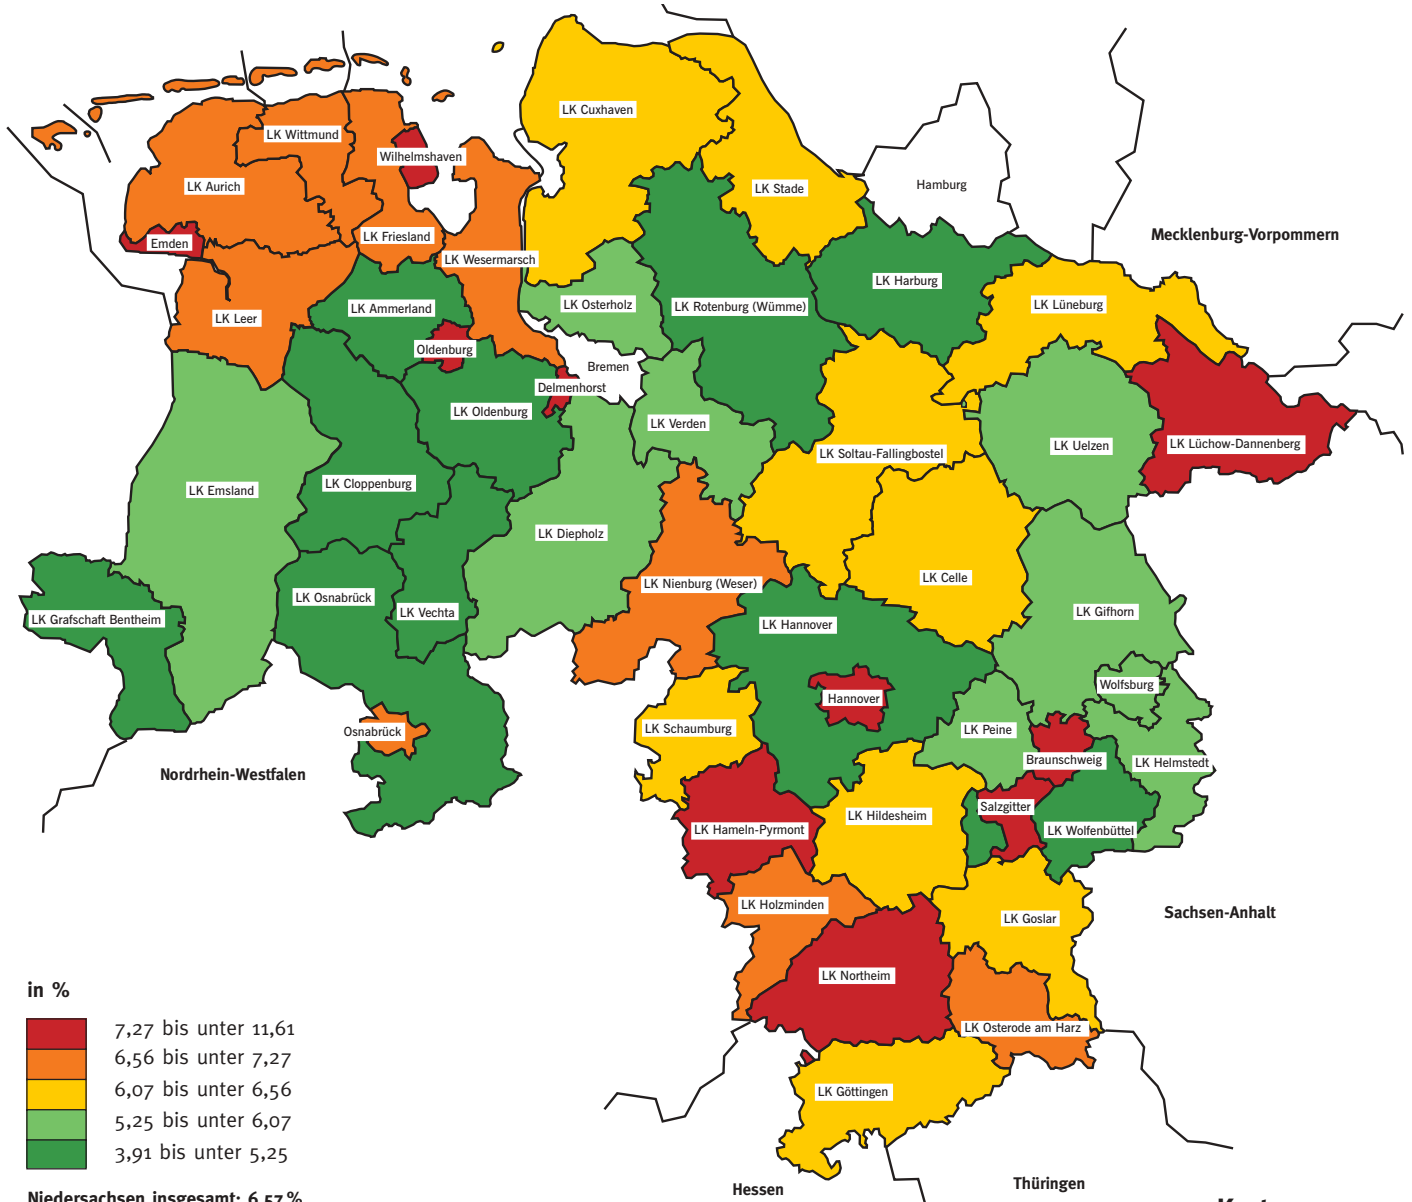 LK Cuxhaven
LK Wittmund
Wilhelmshaven
LK Aurich
LK Stade
Hamburg
Mecklenburg-Vorpommern
Emden
LK Friesland
LK Wesermarsch
LK Harburg
LK Osterholz
LK Rotenburg (Wümme)
LK Lüneburg
LK Ammerland
LK Leer
Oldenburg
Bremen
Delmenhorst
LK Oldenburg
LK Verden
LK Uelzen
LK Lüchow-Dannenberg
LK Soltau-Fallingbostel
LK Cloppenburg
LK Emsland
LK Diepholz
LK Celle
LK Nienburg (Weser)
LK Osnabrück
LK Vechta
LK Gifhorn
LK Grafschaft Bentheim
LK Hannover
Wolfsburg
Hannover
LK Schaumburg
LK Peine
Osnabrück
Braunschweig
LK Helmstedt
Nordrhein-Westfalen
Salzgitter
LK Hildesheim
LK Hameln-Pyrmont
LK Wolfenbüttel
LK Holzminden
LK Goslar
Sachsen-Anhalt
LK Northeim
LK Osterode am Harz
LK Göttingen
in %
7,27 bis unter 11,61
6,56 bis unter 7,27
6,07 bis unter 6,56
5,25 bis unter 6,07
3,91 bis unter 5,25
Hessen
Thüringen
Niedersachsen insgesamt: 6,57%